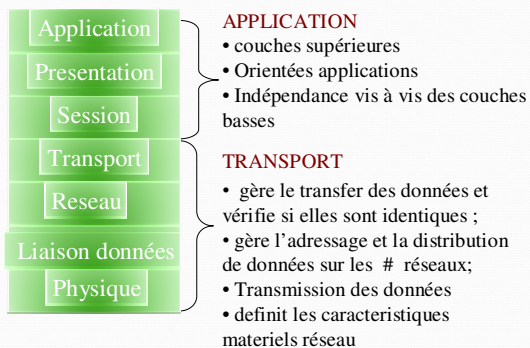 Application
Presentation
Session
Transport
Reseau
Liaison données
Physique
APPLICATION
• couches supérieures
• Orientées applications
• Indépendance vis à vis des couches
basses
TRANSPORT
• gère le transfer des données et
vérifie si elles sont identiques ;
• gère l'adressage et la distribution
de données sur les # réseaux;
• Transmission des données
• definit les caracteristiques
materiels réseau